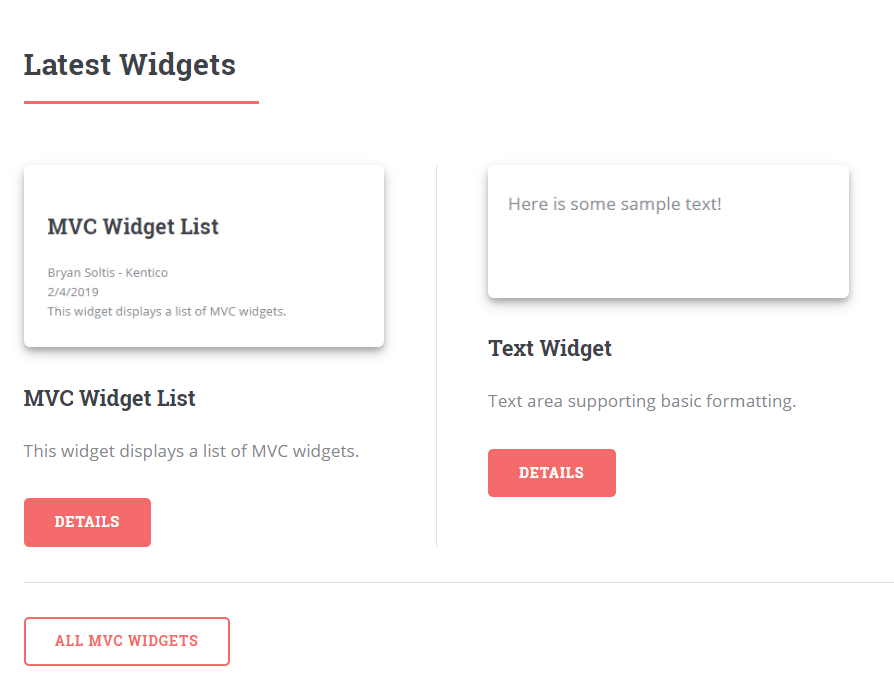 Latest Widgets
MVC Widget List
Bryan Soltis - Kentico
2/4/2019
This widget displays a list of MVC widgets.
MVC Widget List
This widget displays a list of MVC widgets.
DETAILS
Here is some sample text!
Text Widget
Text area supporting basic formatting.
DETAILS
ALL MVC WIDGETS